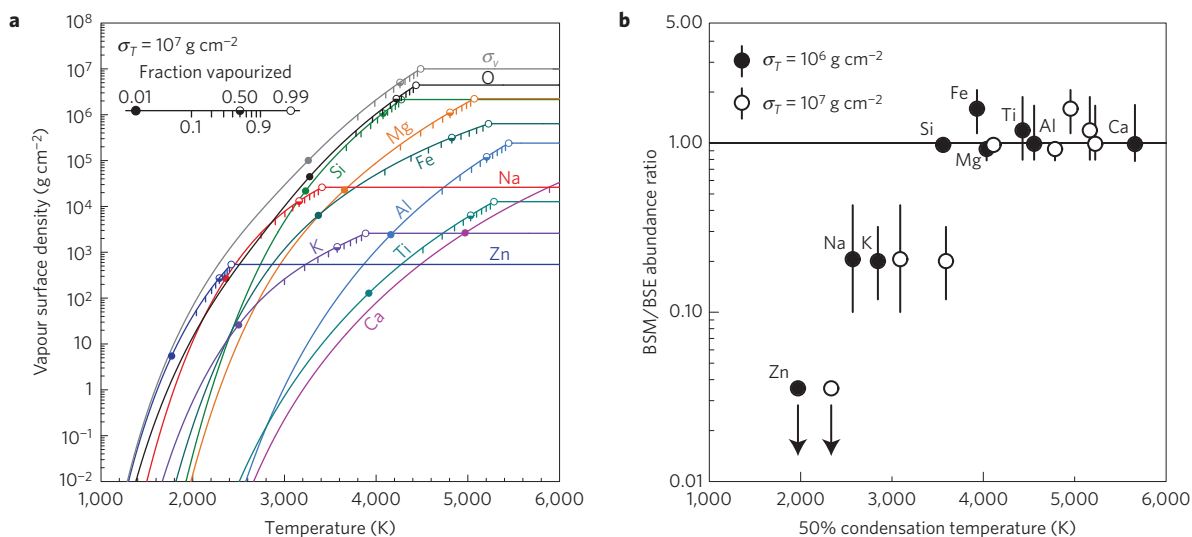 a
σT = 10⁷ g cm⁻²
Fraction vapourized
0.01 0.50 0.99
0.1 0.9
10⁸
10⁷
10⁶
10⁵
10⁴
10³
10²
10
1
10⁻¹
10⁻²
Vapour surface density (g cm⁻²)
σv
O
Si
Mg
Fe
Na
Al
K
Ti
Zn
Ca
1,000 2,000 3,000 4,000 5,000 6,000
Temperature (K)
b
5.00
1.00
0.10
0.01
BSM/BSE abundance ratio
σT = 10⁶ g cm⁻²
σT = 10⁷ g cm⁻²
Fe
Si
Mg
Ti
Al
Ca
Na
K
Zn
1,000 2,000 3,000 4,000 5,000 6,000
50% condensation temperature (K)